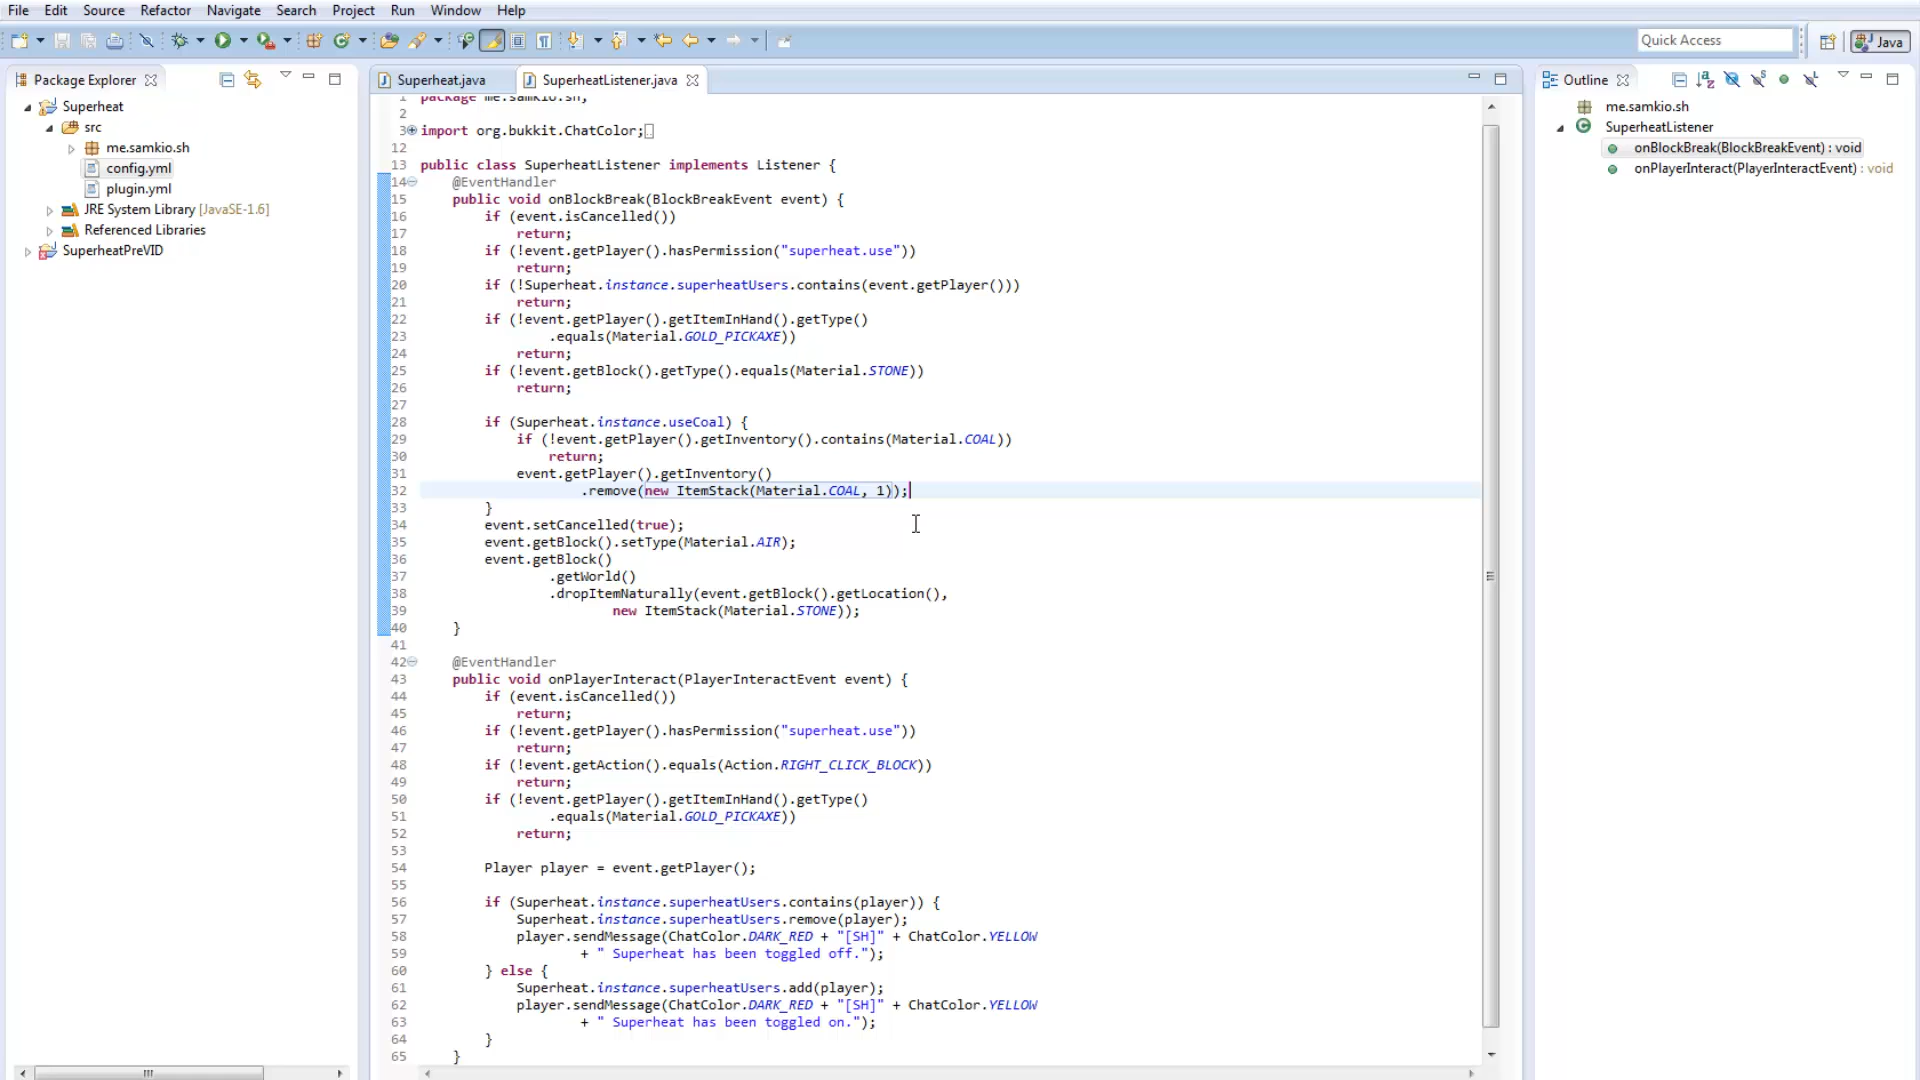 File Edit Source Refactor Navigate Search Project Run Window Help
Quick Access
Java
Package Explorer
Superheat.java
SuperheatListener.java
Outline
Superheat
src
me.samkio.sh
config.yml
plugin.yml
JRE System Library [JavaSE-1.6]
Referenced Libraries
SuperheatPreVID
1 package me.samkio.sh;
2
3 import org.bukkit.ChatColor;
12
13 public class SuperheatListener implements Listener {
14 @EventHandler
15 public void onBlockBreak(BlockBreakEvent event) {
16 if (event.isCancelled())
17 return;
18 if (!event.getPlayer().hasPermission("superheat.use"))
19 return;
20 if (!Superheat.instance.superheatUsers.contains(event.getPlayer()))
21 return;
22 if (!event.getPlayer().getItemInHand().getType()
23 .equals(Material.GOLD_PICKAXE))
24 return;
25 if (!event.getBlock().getType().equals(Material.STONE))
26 return;
27
28 if (Superheat.instance.useCoal) {
29 if (!event.getPlayer().getInventory().contains(Material.COAL))
30 return;
31 event.getPlayer().getInventory()
32 .remove(new ItemStack(Material.COAL, 1));
33 }
34 event.setCancelled(true);
35 event.getBlock().setType(Material.AIR);
36 event.getBlock()
37 .getWorld()
38 .dropItemNaturally(event.getBlock().getLocation(),
39 new ItemStack(Material.STONE));
40 }
41
42 @EventHandler
43 public void onPlayerInteract(PlayerInteractEvent event) {
44 if (event.isCancelled())
45 return;
46 if (!event.getPlayer().hasPermission("superheat.use"))
47 return;
48 if (!event.getAction().equals(Action.RIGHT_CLICK_BLOCK))
49 return;
50 if (!event.getPlayer().getItemInHand().getType()
51 .equals(Material.GOLD_PICKAXE))
52 return;
53
54 Player player = event.getPlayer();
55
56 if (Superheat.instance.superheatUsers.contains(player)) {
57 Superheat.instance.superheatUsers.remove(player);
58 player.sendMessage(ChatColor.DARK_RED + "[SH]" + ChatColor.YELLOW
59 + " Superheat has been toggled off.");
60 } else {
61 Superheat.instance.superheatUsers.add(player);
62 player.sendMessage(ChatColor.DARK_RED + "[SH]" + ChatColor.YELLOW
63 + " Superheat has been toggled on.");
64 }
65 }
me.samkio.sh
SuperheatListener
onBlockBreak(BlockBreakEvent) : void
onPlayerInteract(PlayerInteractEvent) : void